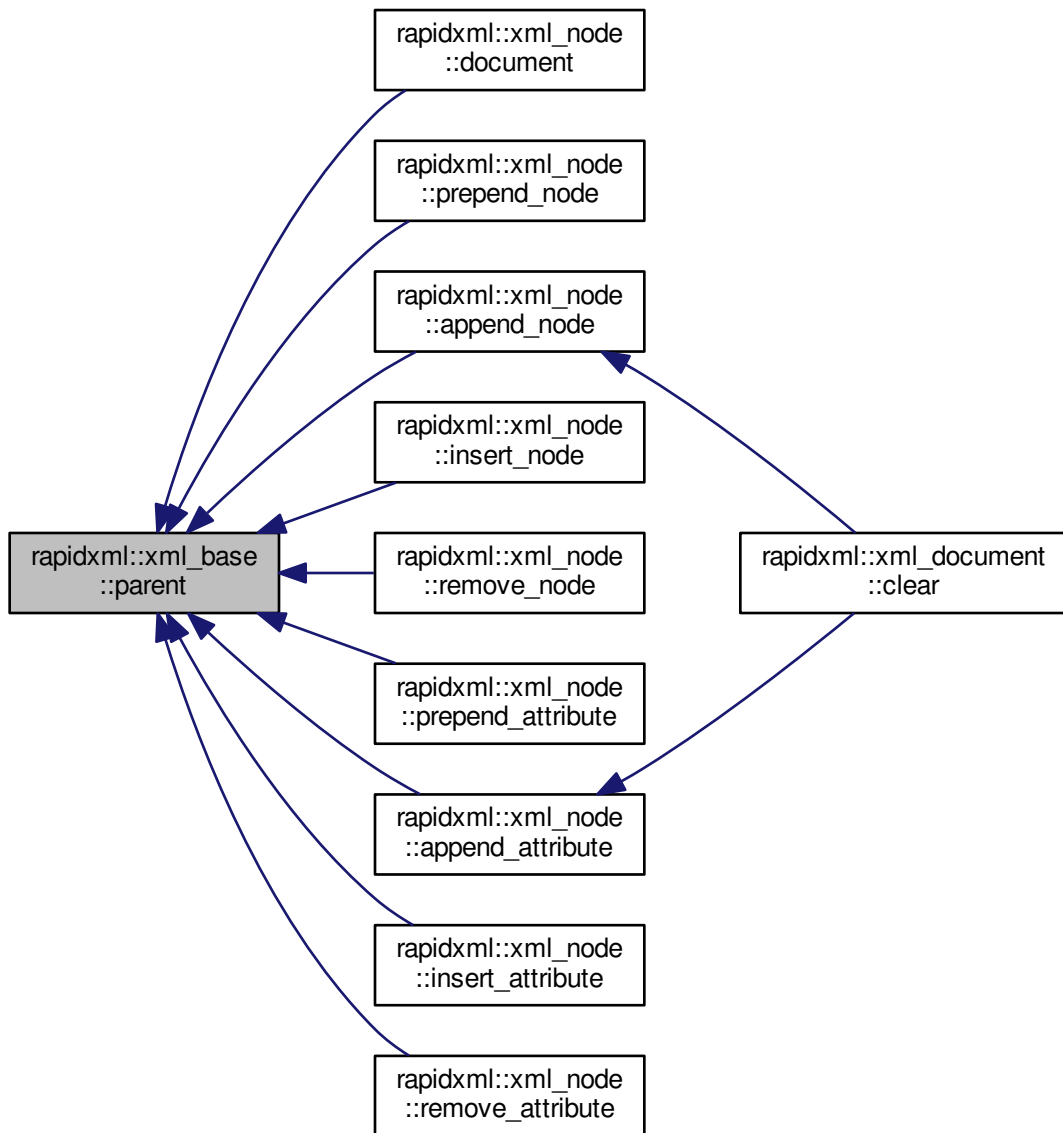 rapidxml::xml_node
::document
rapidxml::xml_node
::prepend_node
rapidxml::xml_node
::append_node
rapidxml::xml_node
::insert_node
rapidxml::xml_base
::parent
rapidxml::xml_node
::remove_node
rapidxml::xml_document
::clear
rapidxml::xml_node
::prepend_attribute
rapidxml::xml_node
::append_attribute
rapidxml::xml_node
::insert_attribute
rapidxml::xml_node
::remove_attribute